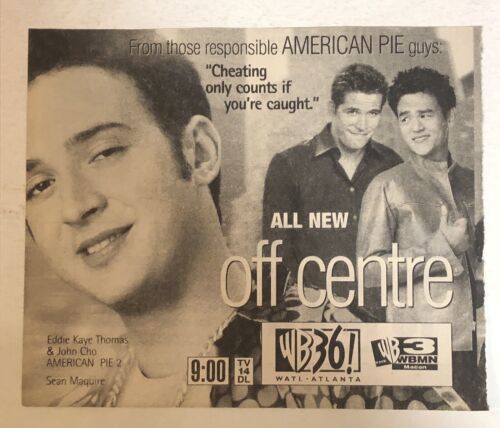 From those responsible AMERICAN PIE guys:
"Cheating
only counts if
you're caught."
ALL NEW
off centre
Eddie Kaye Thomas
& John Cho
AMERICAN PIE 2
Sean Maguire
9:00
TV
14
DL
WB36!
WATL • ATLANTA
THE WB 3
WBMN
Macon